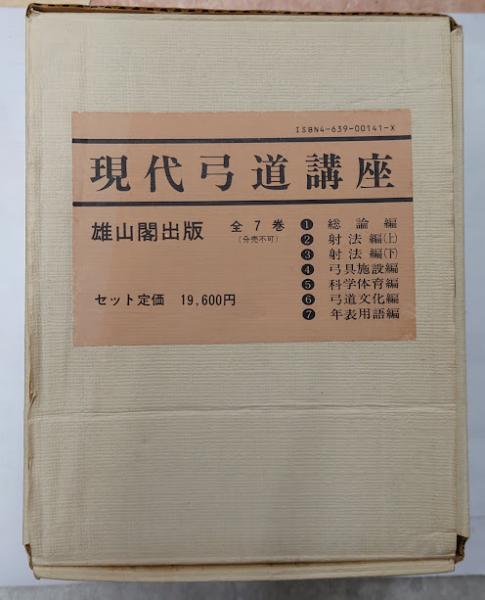 ISBN4-639-00141-X
現代弓道講座
雄山閣出版 全7巻
(分売不可)
セット定価 19,600円
❶ 総論編
❷ 射法編(上)
❸ 射法編(下)
❹ 弓具施設編
❺ 科学体育編
❻ 弓道文化編
❼ 年表用語編